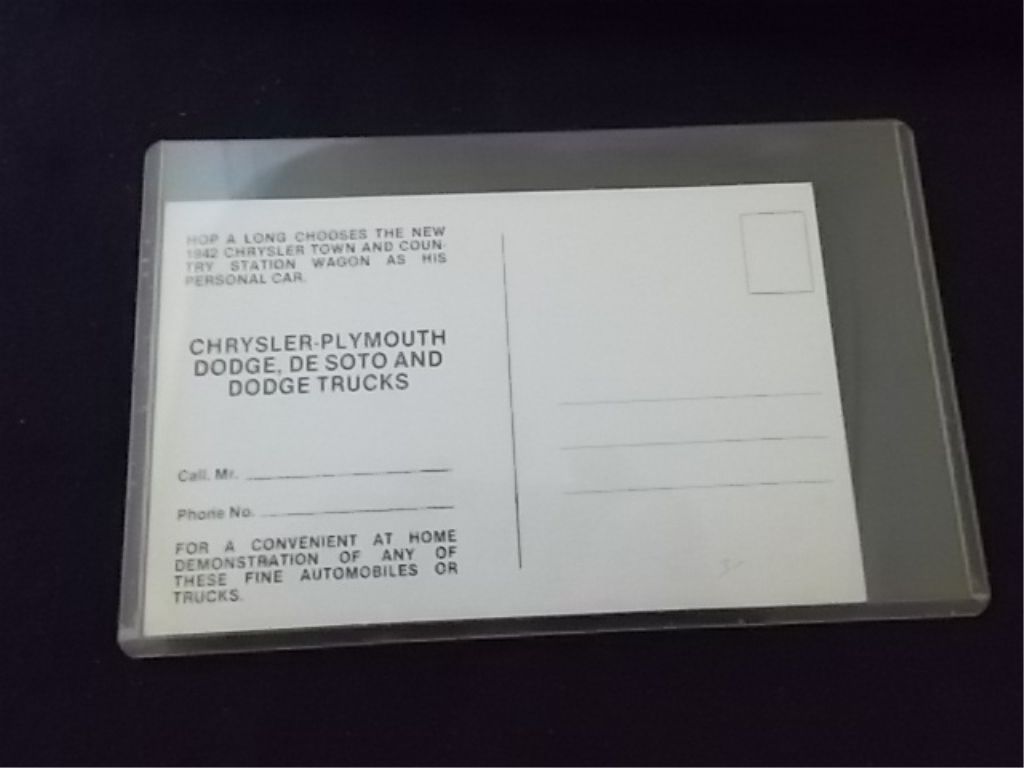 HOP A LONG CHOOSES THE NEW
1942 CHRYSLER TOWN AND COUN-
TRY STATION WAGON AS HIS
PERSONAL CAR.
CHRYSLER-PLYMOUTH
DODGE, DE SOTO AND
DODGE TRUCKS
Call. Mr.
Phone No.
FOR A CONVENIENT AT HOME
DEMONSTRATION OF ANY OF
THESE FINE AUTOMOBILES OR
TRUCKS.